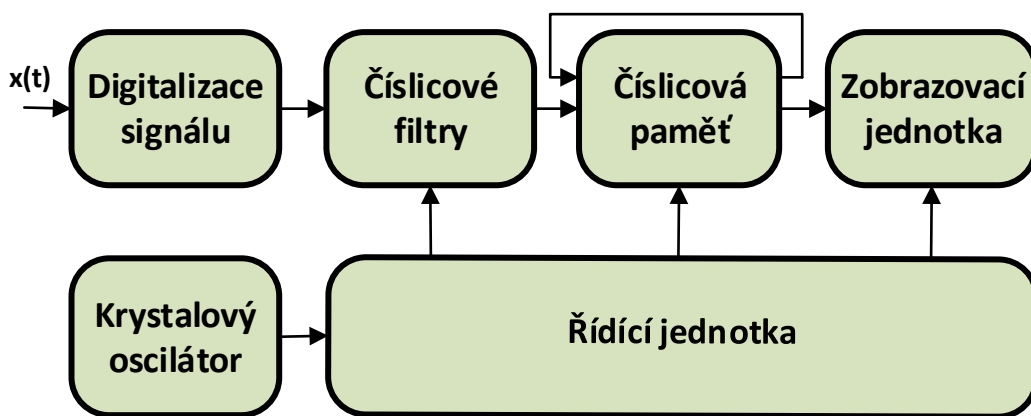 x(t)
Digitalizace
signálu
Číslicové
filtry
Číslicová
paměť
Zobrazovací
jednotka
Krystalový
oscilátor
Řídící jednotka